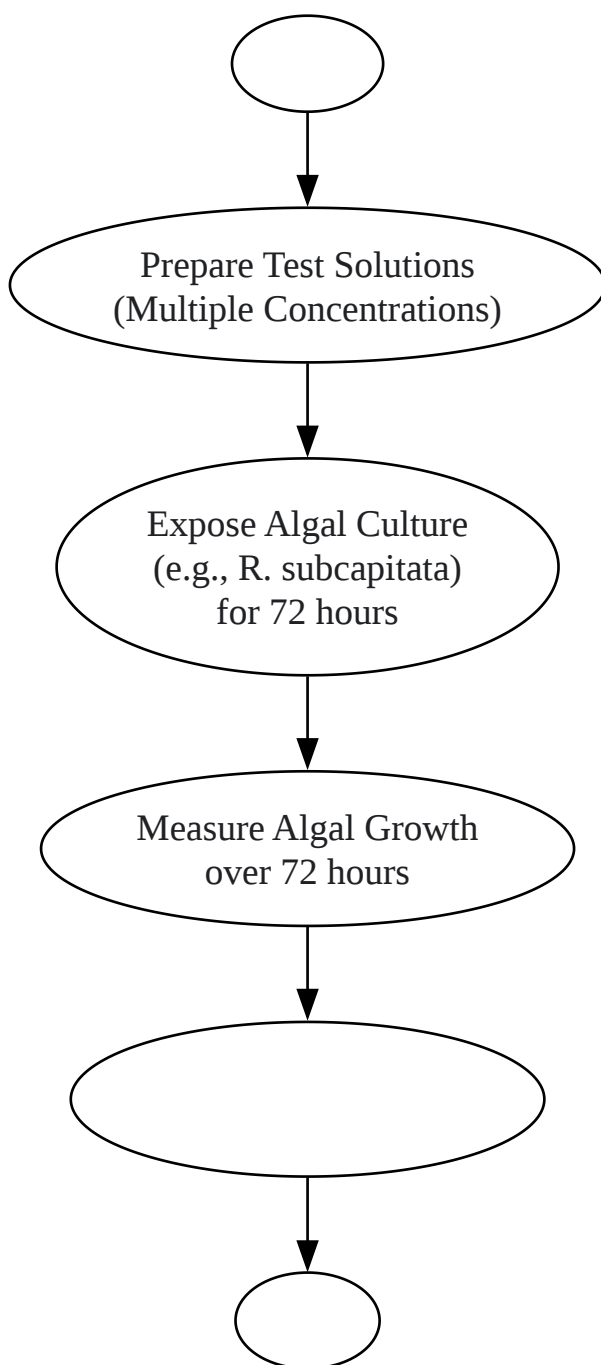 Prepare Test Solutions
(Multiple Concentrations)
Expose Algal Culture
(e.g., R. subcapitata)
for 72 hours
Measure Algal Growth
over 72 hours